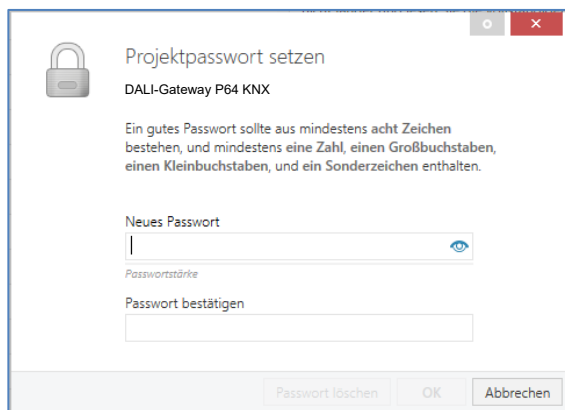 Projektpasswort setzen
DALI-Gateway P64 KNX
Ein gutes Passwort sollte aus mindestens acht Zeichen
bestehen, und mindestens eine Zahl, einen Großbuchstaben,
einen Kleinbuchstaben, und ein Sonderzeichen enthalten.
Neues Passwort
Passwortstärke
Passwort bestätigen
Passwort löschen OK Abbrechen